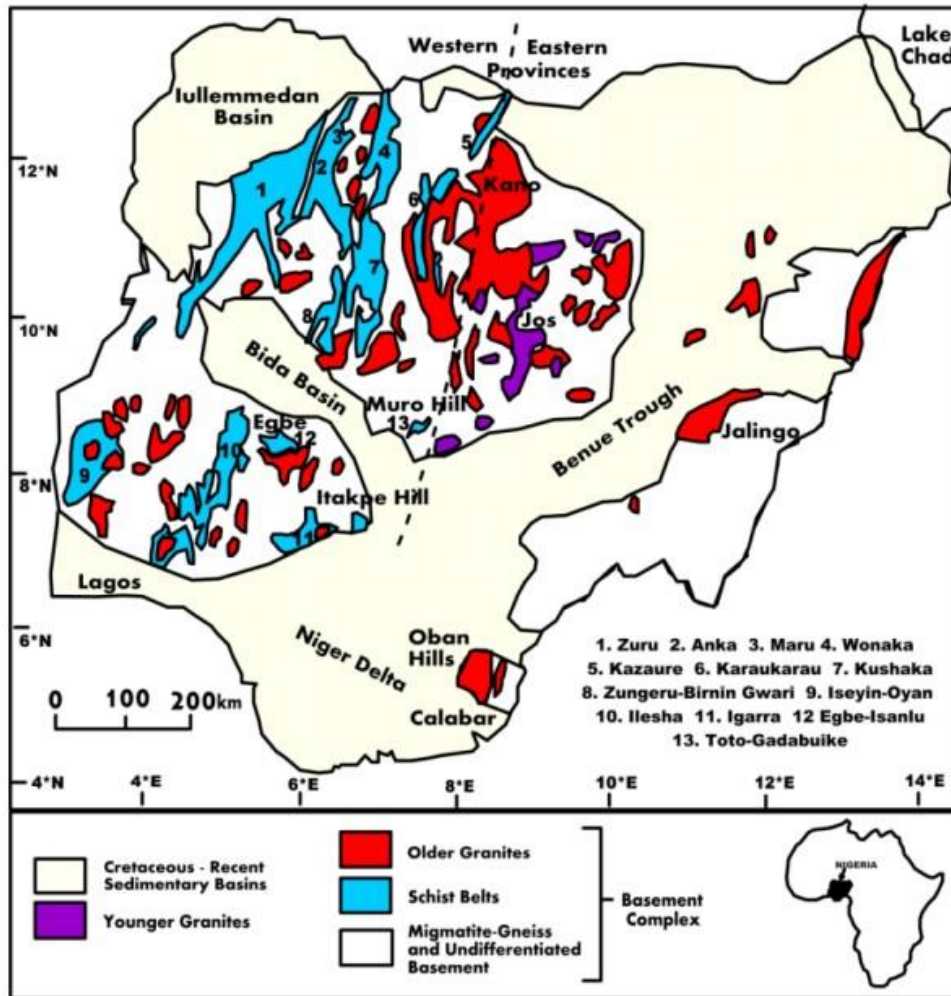 Western
Eastern
Provinces
Lake
Chad
Iullemmedan
Basin
12°N
3
5
2
4
1
Kano
6
7
10°N
8
Jos
Bida Basin
Muro Hill
13
Benue Trough
Jalingo
Egbe
10
12
9
8°N
Itakpe Hill
11
Lagos
6°N
Niger Delta
Oban
Hills
Calabar
0 100 200km
1. Zuru 2. Anka 3. Maru 4. Wonaka
5. Kazaure 6. Karaukarau 7. Kushaka
8. Zungeru-Birnin Gwari 9. Iseyin-Oyan
10. Ilesha 11. Igarra 12 Egbe-Isanlu
13. Toto-Gadabuike
4°N
4°E
6°E
8°E
10°E
12°E
14°E
Cretaceous - Recent
Sedimentary Basins
Younger Granites
Older Granites
Schist Belts
Migmatite-Gneiss
and Undifferentiated
Basement
Basement
Complex
NIGERIA